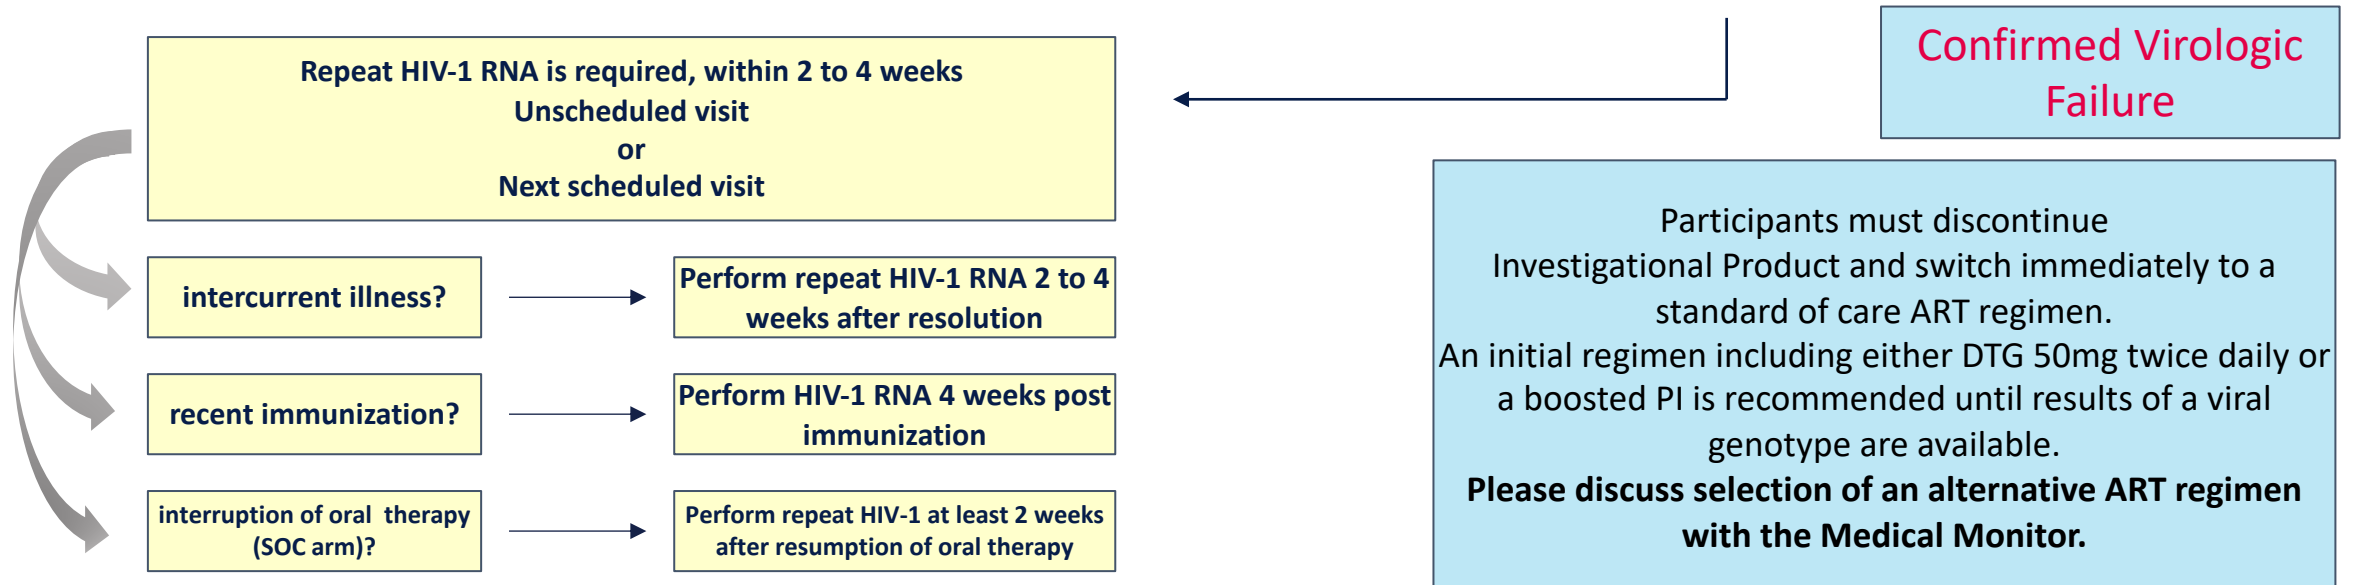 Repeat HIV-1 RNA is required, within 2 to 4 weeks
Unscheduled visit
or
Next scheduled visit
intercurrent illness?
Perform repeat HIV-1 RNA 2 to 4
weeks after resolution
recent immunization?
Perform HIV-1 RNA 4 weeks post
immunization
interruption of oral therapy
(SOC arm)?
Perform repeat HIV-1 at least 2 weeks
after resumption of oral therapy
Confirmed Virologic
Failure
Participants must discontinue
Investigational Product and switch immediately to a
standard of care ART regimen.
An initial regimen including either DTG 50mg twice daily or
a boosted PI is recommended until results of a viral
genotype are available.
Please discuss selection of an alternative ART regimen
with the Medical Monitor.